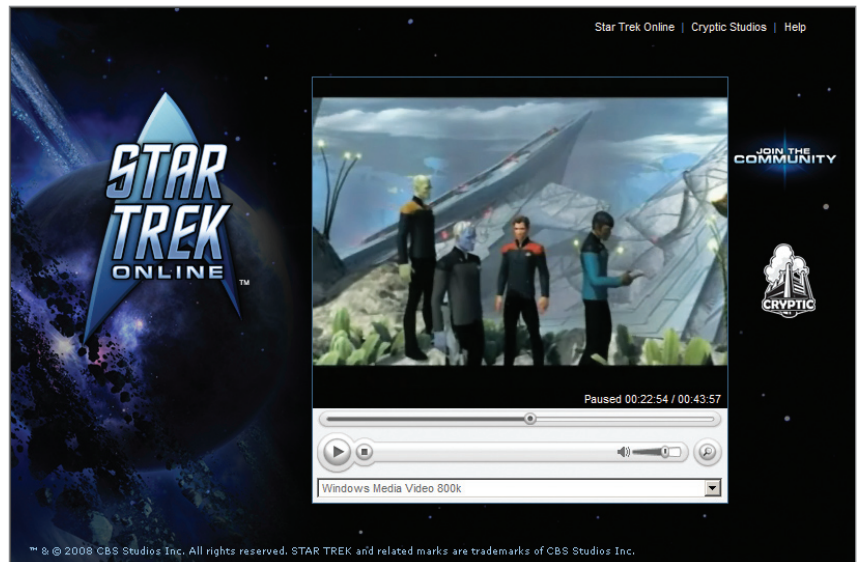 Star Trek Online | Cryptic Studios | Help
STAR
TREK
ONLINE
™
JOIN THE
COMMUNITY
CRYPTIC
Paused 00:22:54 / 00:43:57
Windows Media Video 800k
™ & © 2008 CBS Studios Inc. All rights reserved. STAR TREK and related marks are trademarks of CBS Studios Inc.